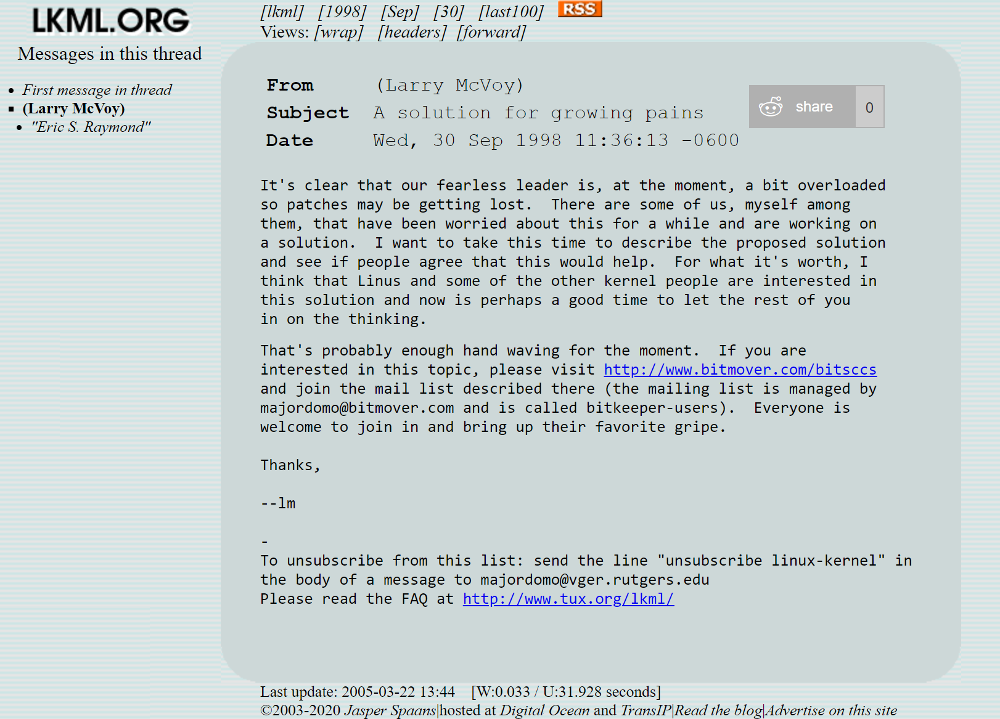 LKML.ORG
Messages in this thread
First message in thread
(Larry McVoy)
"Eric S. Raymond"
[lkml] [1998] [Sep] [30] [last100] RSS
Views: [wrap] [headers] [forward]
From (Larry McVoy)
Subject A solution for growing pains
Date Wed, 30 Sep 1998 11:36:13 -0600
share 0
It's clear that our fearless leader is, at the moment, a bit overloaded
so patches may be getting lost.  There are some of us, myself among
them, that have been worried about this for a while and are working on
a solution.  I want to take this time to describe the proposed solution
and see if people agree that this would help.  For what it's worth, I
think that Linus and some of the other kernel people are interested in
this solution and now is perhaps a good time to let the rest of you
in on the thinking.
That's probably enough hand waving for the moment.  If you are
interested in this topic, please visit http://www.bitmover.com/bitsccs
and join the mail list described there (the mailing list is managed by
majordomo@bitmover.com and is called bitkeeper-users).  Everyone is
welcome to join in and bring up their favorite gripe.
Thanks,
--lm
-
To unsubscribe from this list: send the line "unsubscribe linux-kernel" in
the body of a message to majordomo@vger.rutgers.edu
Please read the FAQ at http://www.tux.org/lkml/
Last update: 2005-03-22 13:44 [W:0.033 / U:31.928 seconds]
©2003-2020 Jasper Spaans|hosted at Digital Ocean and TransIP|Read the blog|Advertise on this site